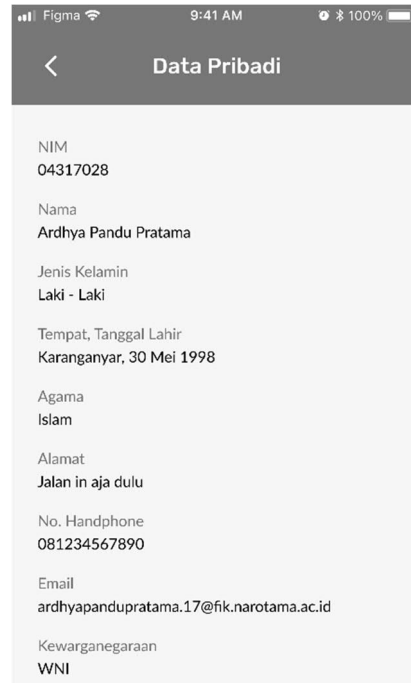 Figma 9:41 AM 100%
Data Pribadi
NIM
04317028
Nama
Ardhya Pandu Pratama
Jenis Kelamin
Laki - Laki
Tempat, Tanggal Lahir
Karanganyar, 30 Mei 1998
Agama
Islam
Alamat
Jalan in aja dulu
No. Handphone
081234567890
Email
ardhyapandupratama.17@fik.narotama.ac.id
Kewarganegaraan
WNI